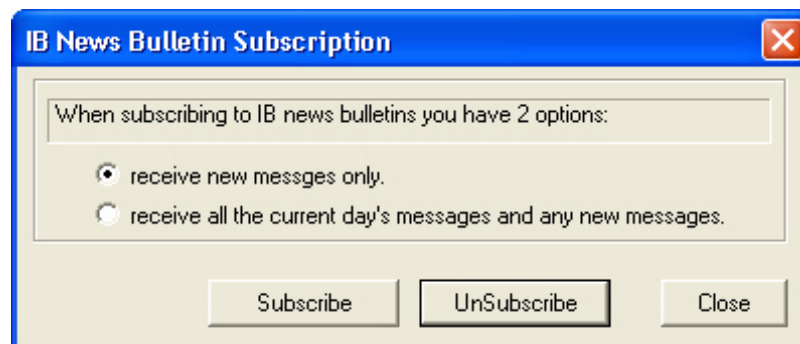 IB News Bulletin Subscription
When subscribing to IB news bulletins you have 2 options:
receive new messges only.
receive all the current day's messages and any new messages.
Subscribe UnSubscribe Close